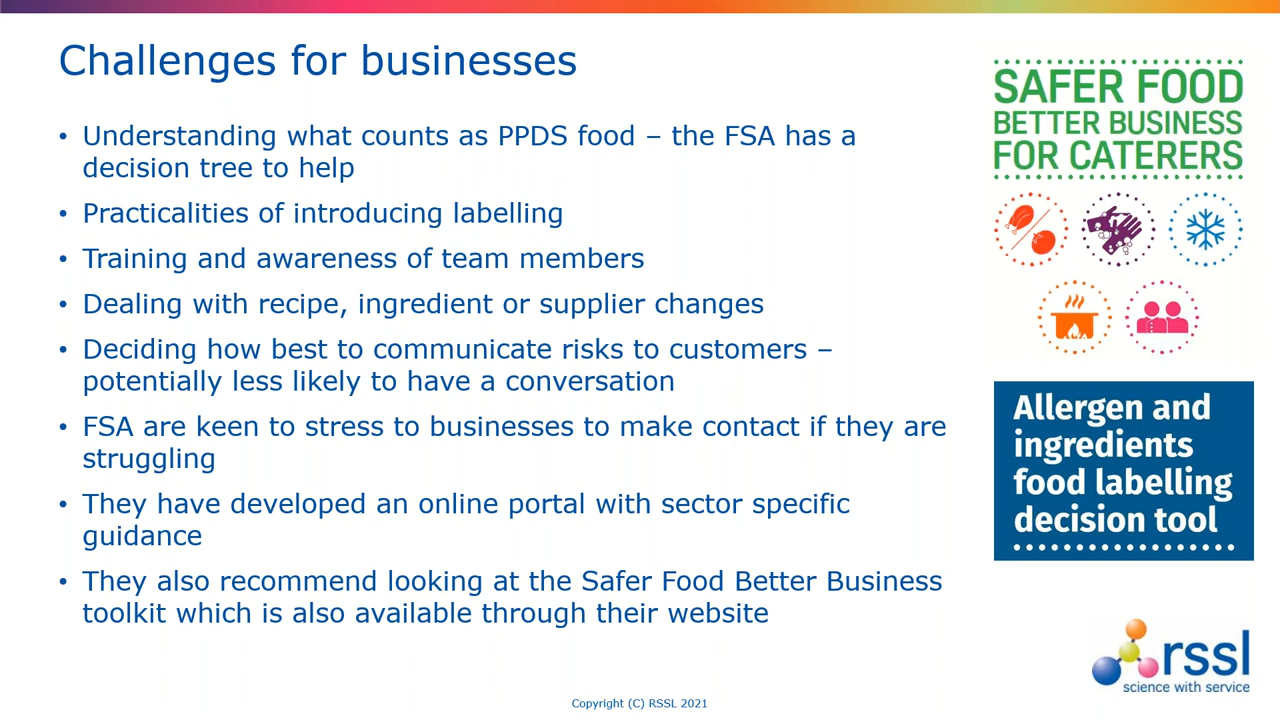 Challenges for businesses
• Understanding what counts as PPDS food – the FSA has a
decision tree to help
• Practicalities of introducing labelling
• Training and awareness of team members
• Dealing with recipe, ingredient or supplier changes
• Deciding how best to communicate risks to customers –
potentially less likely to have a conversation
• FSA are keen to stress to businesses to make contact if they are
struggling
• They have developed an online portal with sector specific
guidance
• They also recommend looking at the Safer Food Better Business
toolkit which is also available through their website
SAFER FOOD
BETTER BUSINESS
FOR CATERERS
Allergen and
ingredients
food labelling
decision tool
rssl
science with service
Copyright (C) RSSL 2021